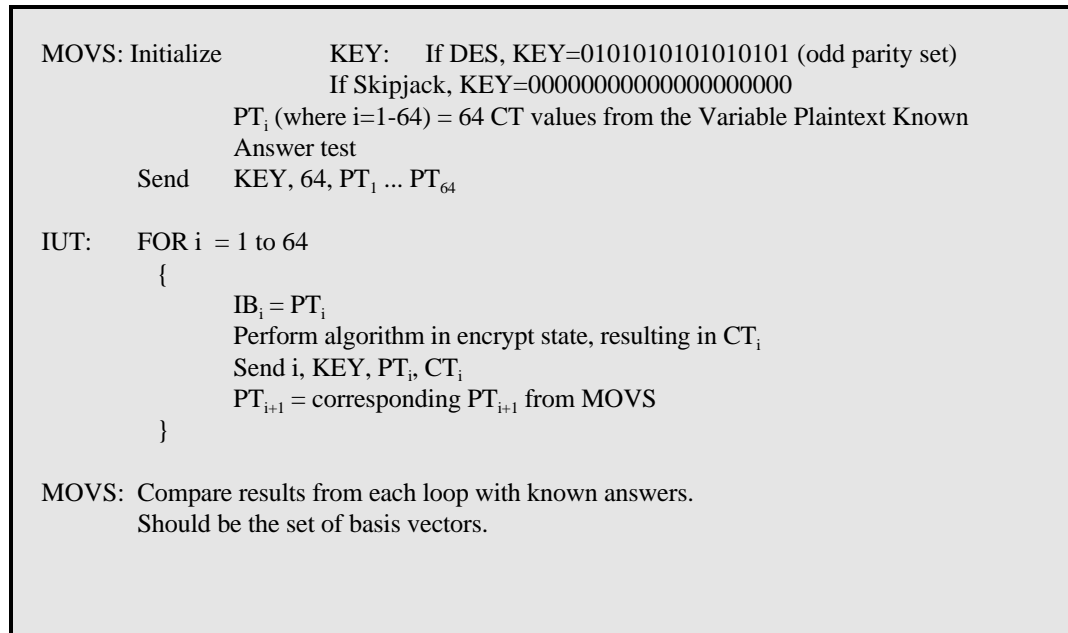 MOVS: Initialize KEY: If DES, KEY=0101010101010101 (odd parity set)
If Skipjack, KEY=00000000000000000000
PTi (where i=1-64) = 64 CT values from the Variable Plaintext Known
Answer test
Send KEY, 64, PT1 ... PT64
IUT: FOR i = 1 to 64
{
IBi = PTi
Perform algorithm in encrypt state, resulting in CTi
Send i, KEY, PTi, CTi
PTi+1 = corresponding PTi+1 from MOVS
}
MOVS: Compare results from each loop with known answers.
Should be the set of basis vectors.